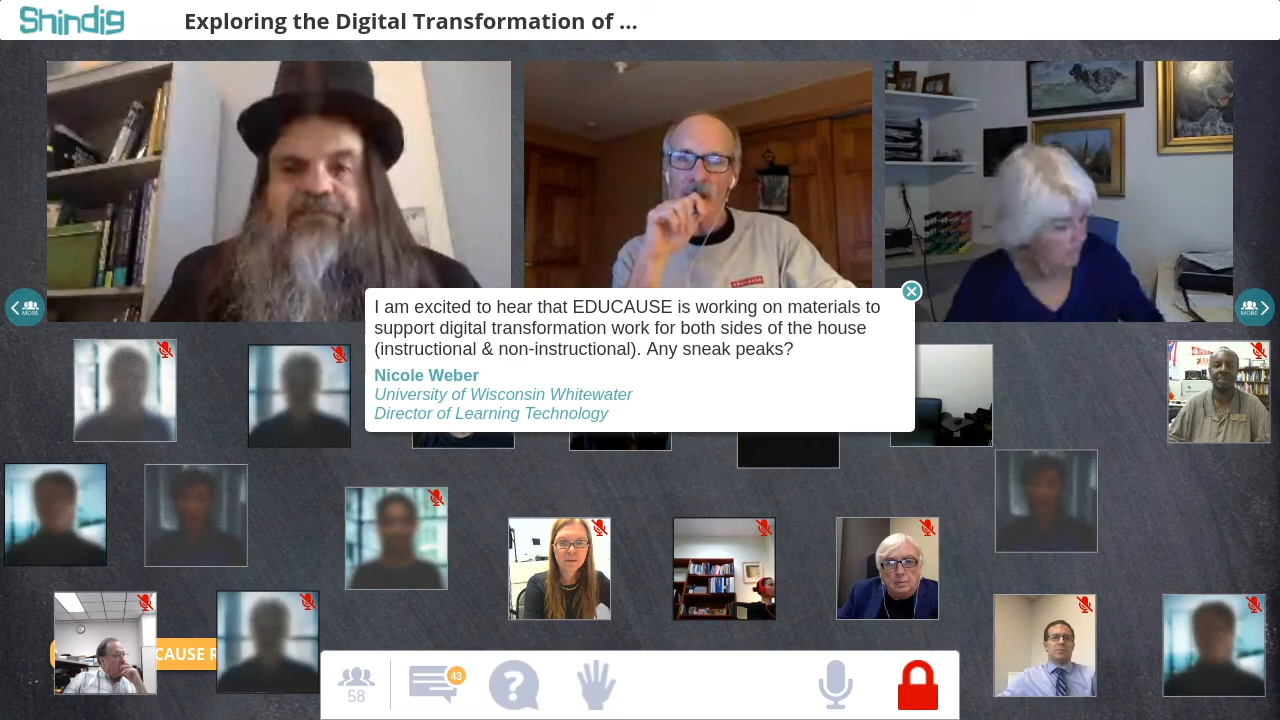 Shindig
Exploring the Digital Transformation of ...
MORE
MORE
I am excited to hear that EDUCAUSE is working on materials to
support digital transformation work for both sides of the house
(instructional & non-instructional). Any sneak peaks?
Nicole Weber
University of Wisconsin Whitewater
Director of Learning Technology
CAUSE R
43
58